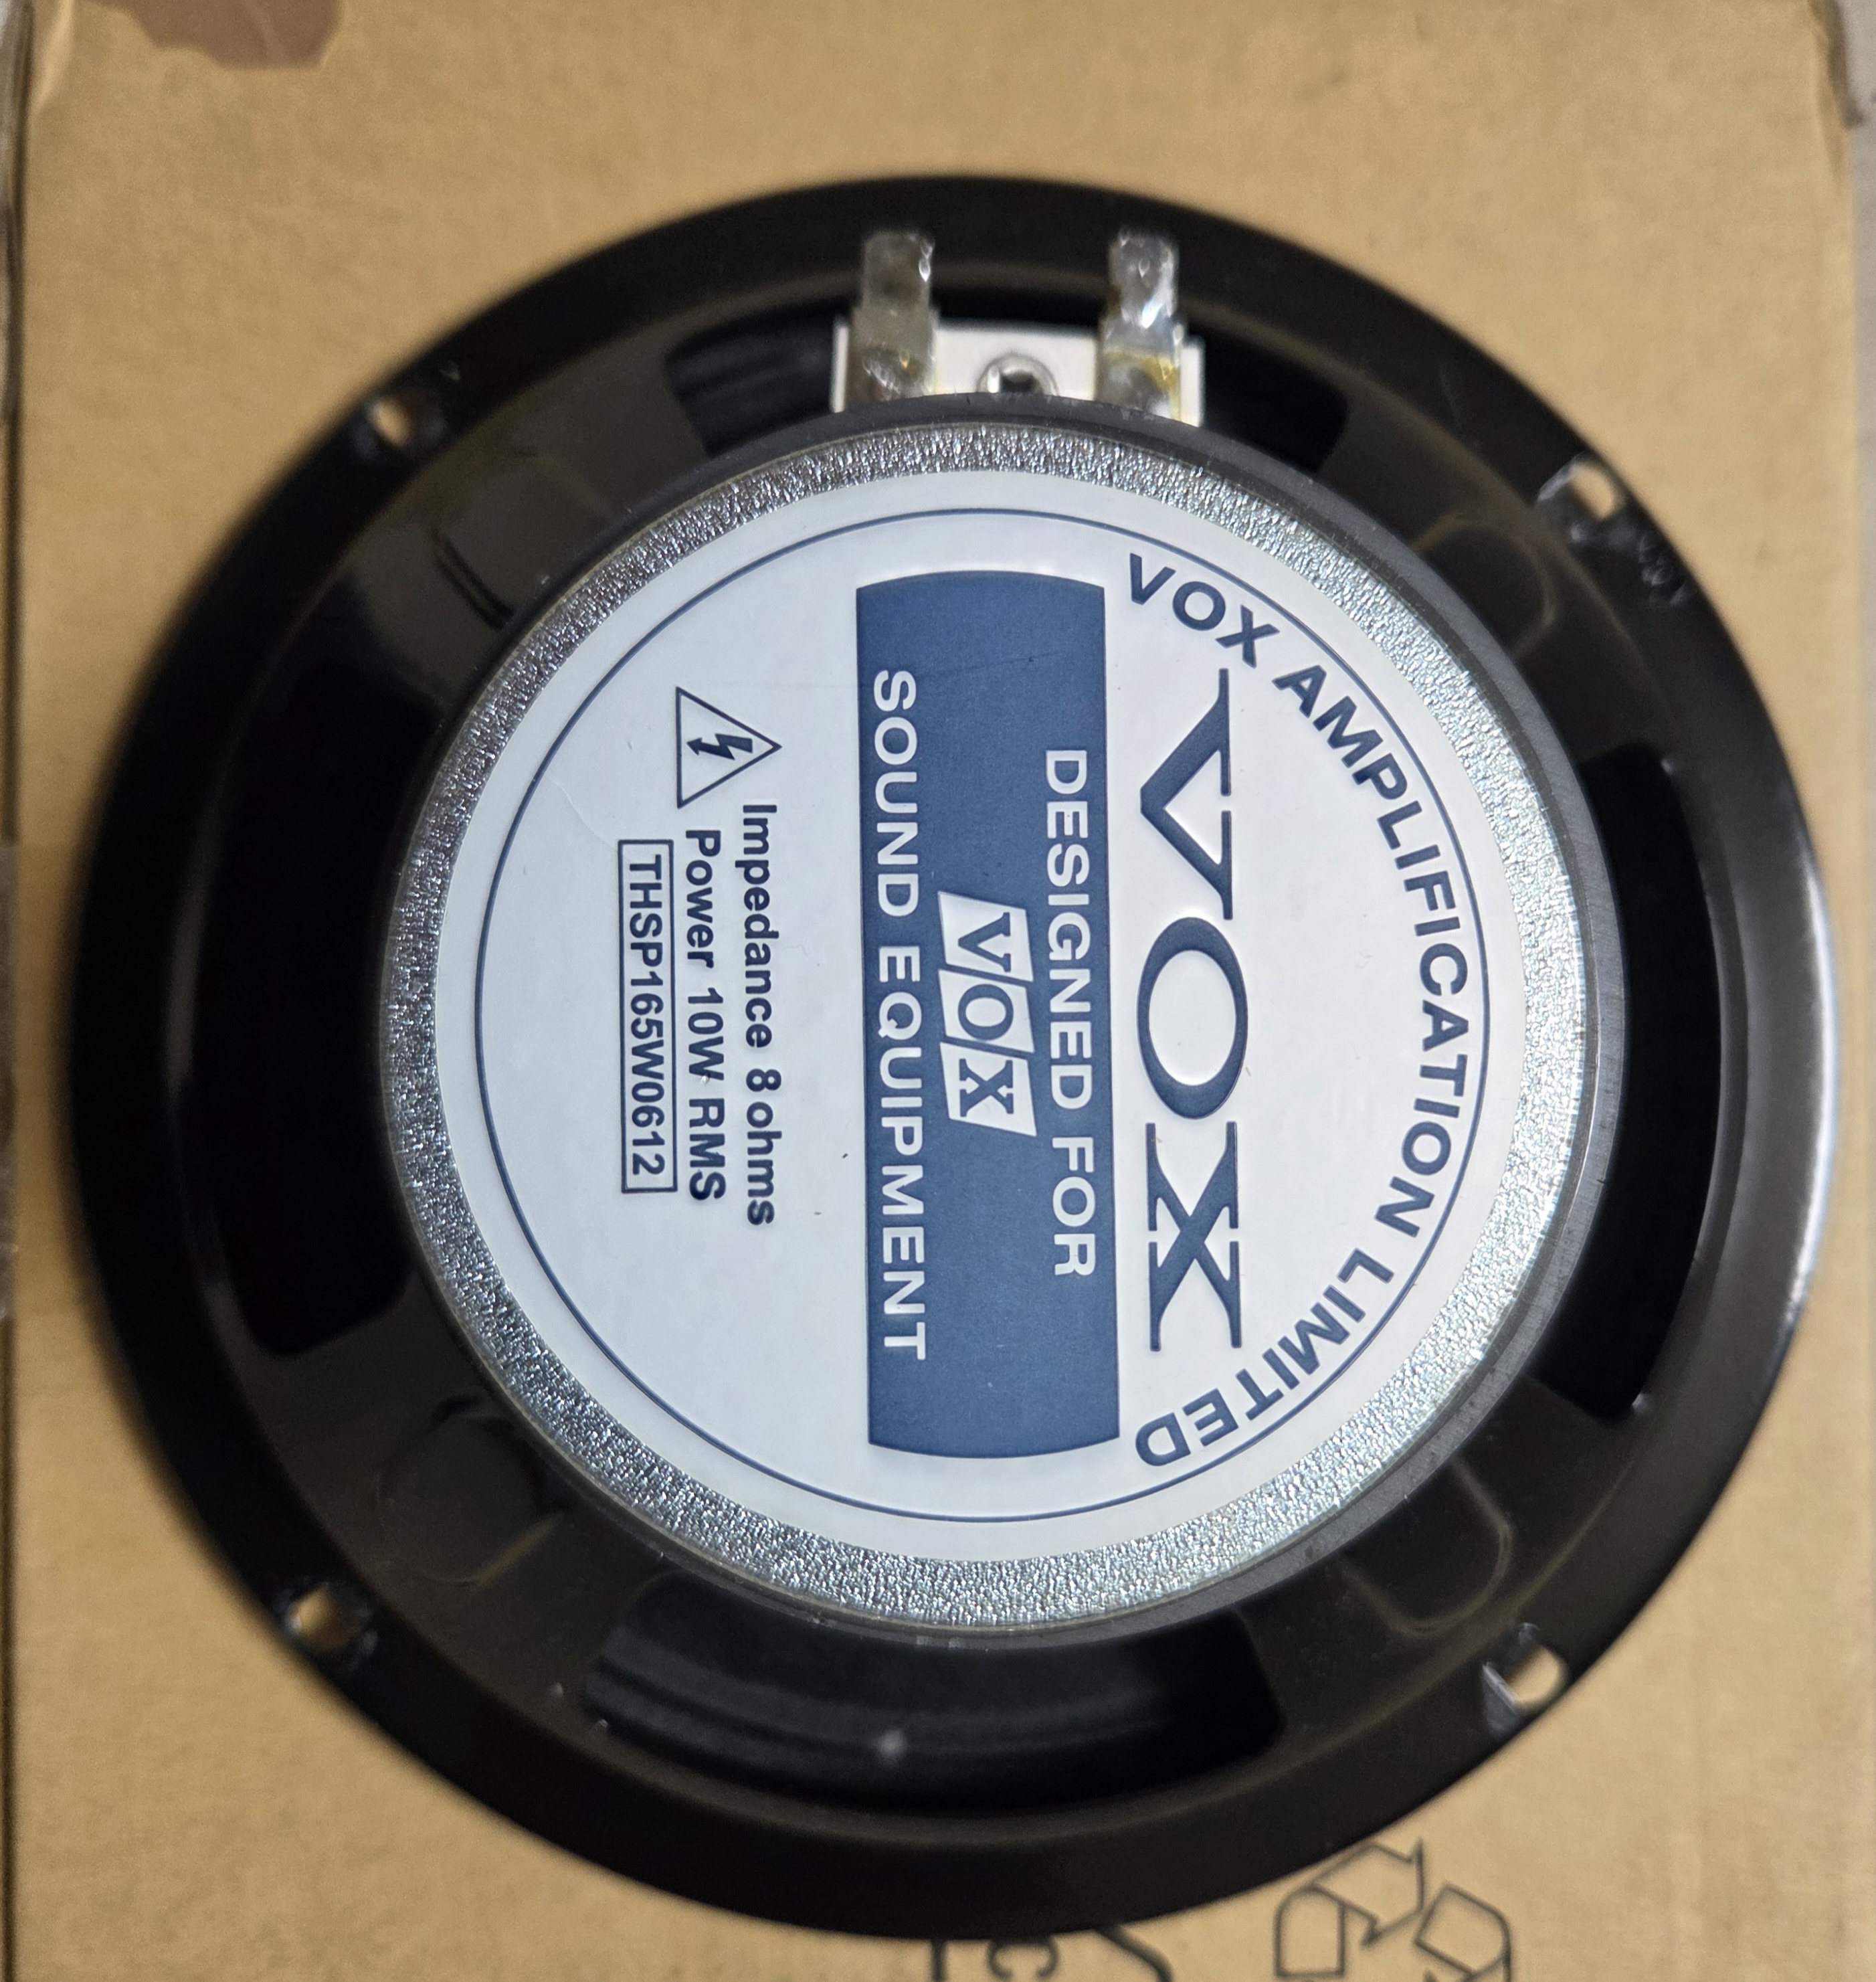 VOX AMPLIFICATION LIMITED
VOX
DESIGNED FOR
VOX
SOUND EQUIPMENT
Impedance 8 ohms
Power 10W RMS
THSP165W0612